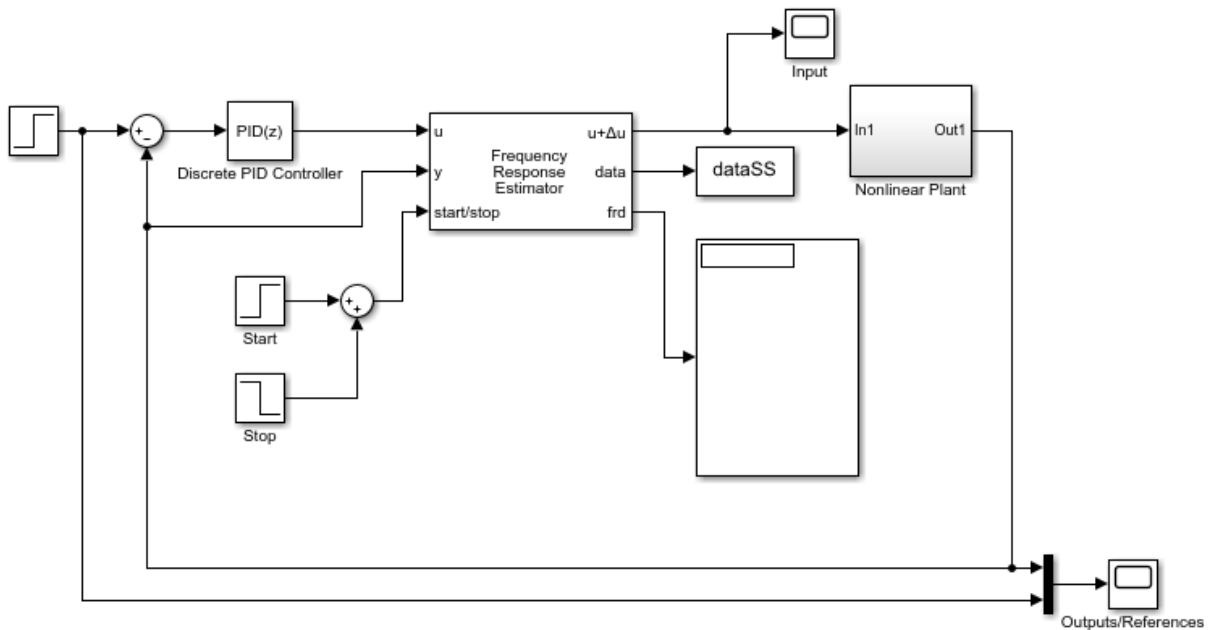 Input
PID(z)
Discrete PID Controller
u
y
start/stop
Frequency
Response
Estimator
u+Δu
data
frd
dataSS
In1
Out1
Nonlinear Plant
Start
Stop
Outputs/References